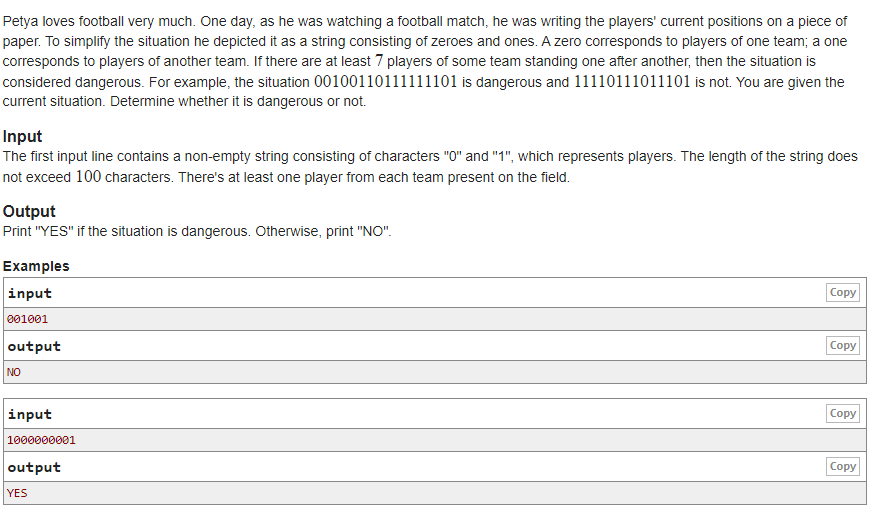 Petya loves football very much. One day, as he was watching a football match, he was writing the players' current positions on a piece of
paper. To simplify the situation he depicted it as a string consisting of zeroes and ones. A zero corresponds to players of one team; a one
corresponds to players of another team. If there are at least 7 players of some team standing one after another, then the situation is
considered dangerous. For example, the situation 00100110111111101 is dangerous and 11110111011101 is not. You are given the
current situation. Determine whether it is dangerous or not.
Input
The first input line contains a non-empty string consisting of characters "0" and "1", which represents players. The length of the string does
not exceed 100 characters. There's at least one player from each team present on the field.
Output
Print "YES" if the situation is dangerous. Otherwise, print "NO".
Examples
input Copy
001001
output Copy
NO
input Copy
1000000001
output Copy
YES